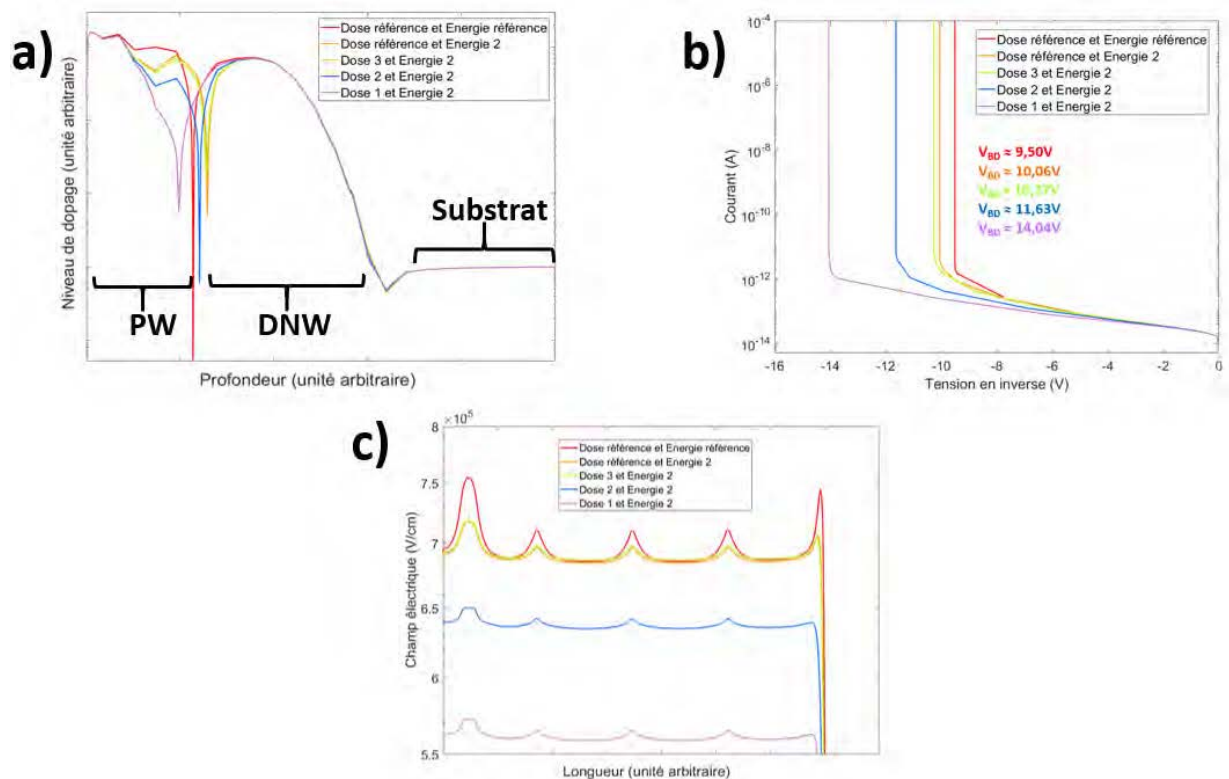 a)
Dose référence et Energie référence
Dose référence et Energie 2
Dose 3 et Energie 2
Dose 2 et Energie 2
Dose 1 et Energie 2
Niveau de dopage (unité arbitraire)
Substrat
PW
DNW
Profondeur (unité arbitraire)
b)
Dose référence et Energie référence
Dose référence et Energie 2
Dose 3 et Energie 2
Dose 2 et Energie 2
Dose 1 et Energie 2
10⁻⁴
10⁻⁶
10⁻⁸
10⁻¹⁰
10⁻¹²
10⁻¹⁴
Courant (A)
V_BD = 9,50V
V_BD = 10,06V
V_BD =
V_BD = 11,63V
V_BD = 14,04V
-16
-14
-12
-10
-8
-6
-4
-2
0
Tension en inverse (V)
c)
× 10⁵
8
7.5
7
6.5
6
5.5
Champ électrique (V/cm)
Dose référence et Energie référence
Dose référence et Energie 2
Dose 3 et Energie 2
Dose 2 et Energie 2
Dose 1 et Energie 2
Longueur (unité arbitraire)